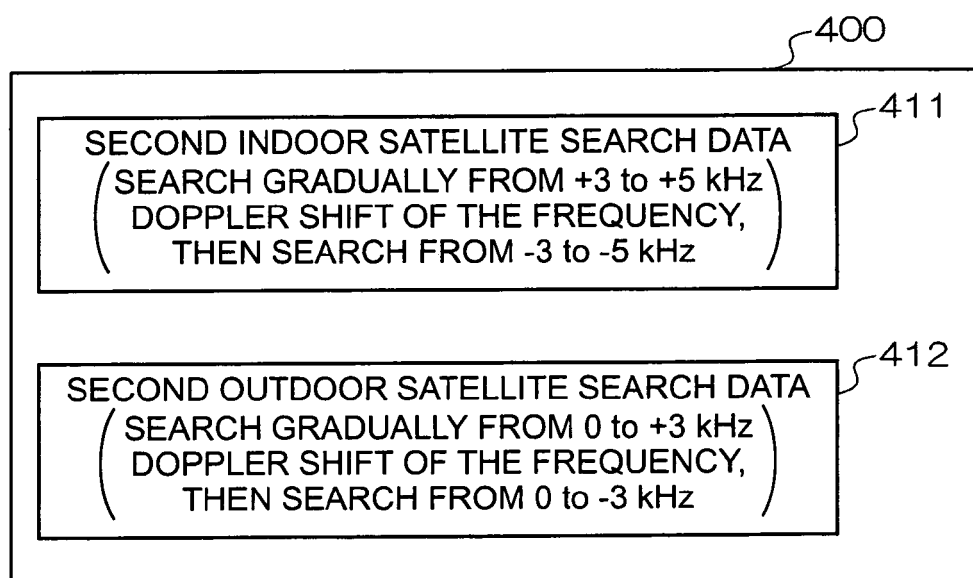 400
411
SECOND INDOOR SATELLITE SEARCH DATA
(SEARCH GRADUALLY FROM +3 to +5 kHz
DOPPLER SHIFT OF THE FREQUENCY,
THEN SEARCH FROM -3 to -5 kHz)
412
SECOND OUTDOOR SATELLITE SEARCH DATA
(SEARCH GRADUALLY FROM 0 to +3 kHz
DOPPLER SHIFT OF THE FREQUENCY,
THEN SEARCH FROM 0 to -3 kHz)